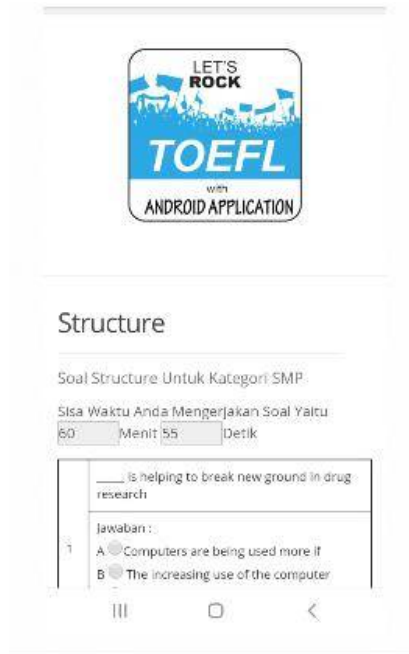 LET'S
ROCK
TOEFL
with
ANDROID APPLICATION
Structure
Soal Structure Untuk Kategori SMP
Sisa Waktu Anda Mengerjakan Soal Yaitu
60 Menit 55 Detik
____ is helping to break new ground in drug
research
Jawaban :
1
A Computers are being used more if
B The increasing use of the computer